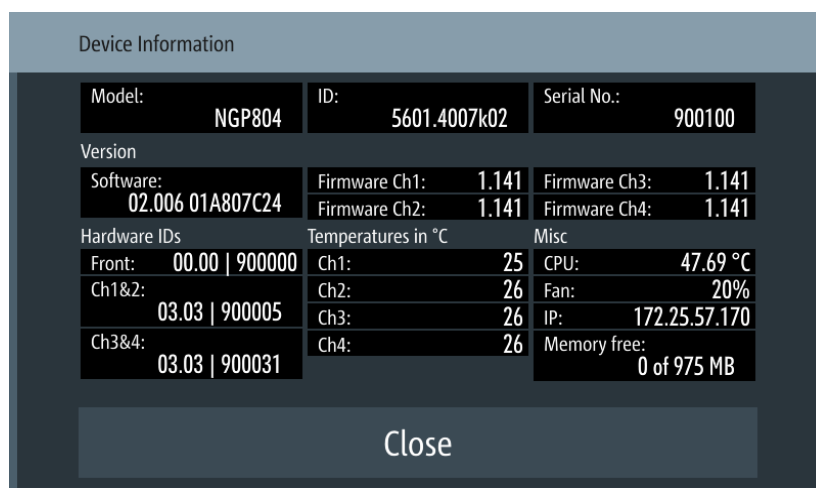 Device Information
Model: ID: Serial No.:
NGP804 5601.4007k02 900100
Version
Software: Firmware Ch1: 1.141 Firmware Ch3: 1.141
02.006 01A807C24 Firmware Ch2: 1.141 Firmware Ch4: 1.141
Hardware IDs Temperatures in °C Misc
Front: 00.00 | 900000 Ch1: 25 CPU: 47.69 °C
Ch1&2: Ch2: 26 Fan: 20%
03.03 | 900005 Ch3: 26 IP: 172.25.57.170
Ch3&4: Ch4: 26 Memory free:
03.03 | 900031 0 of 975 MB
Close